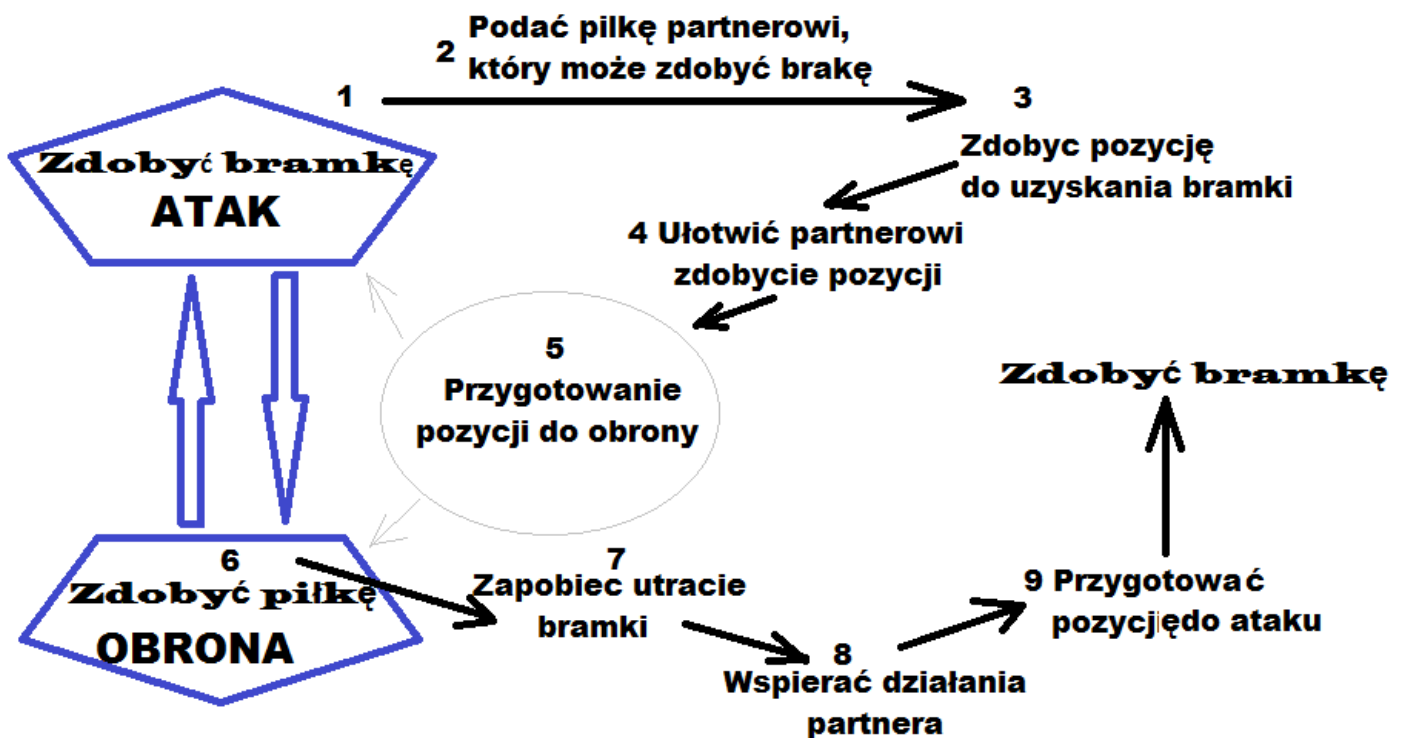 1
Zdobyć bramkę
ATAK
2 Podać pilkę partnerowi,
który może zdobyć brakę
3
Zdobyc pozycję
do uzyskania bramki
4 Ułotwić partnerowi
zdobycie pozycji
5
Przygotowanie
pozycji do obrony
Zdobyć bramkę
6
Zdobyć piłkę
OBRONA
7
Zapobiec utracie
bramki
8
Wspierać działania
partnera
9 Przygotować
pozycjędo ataku